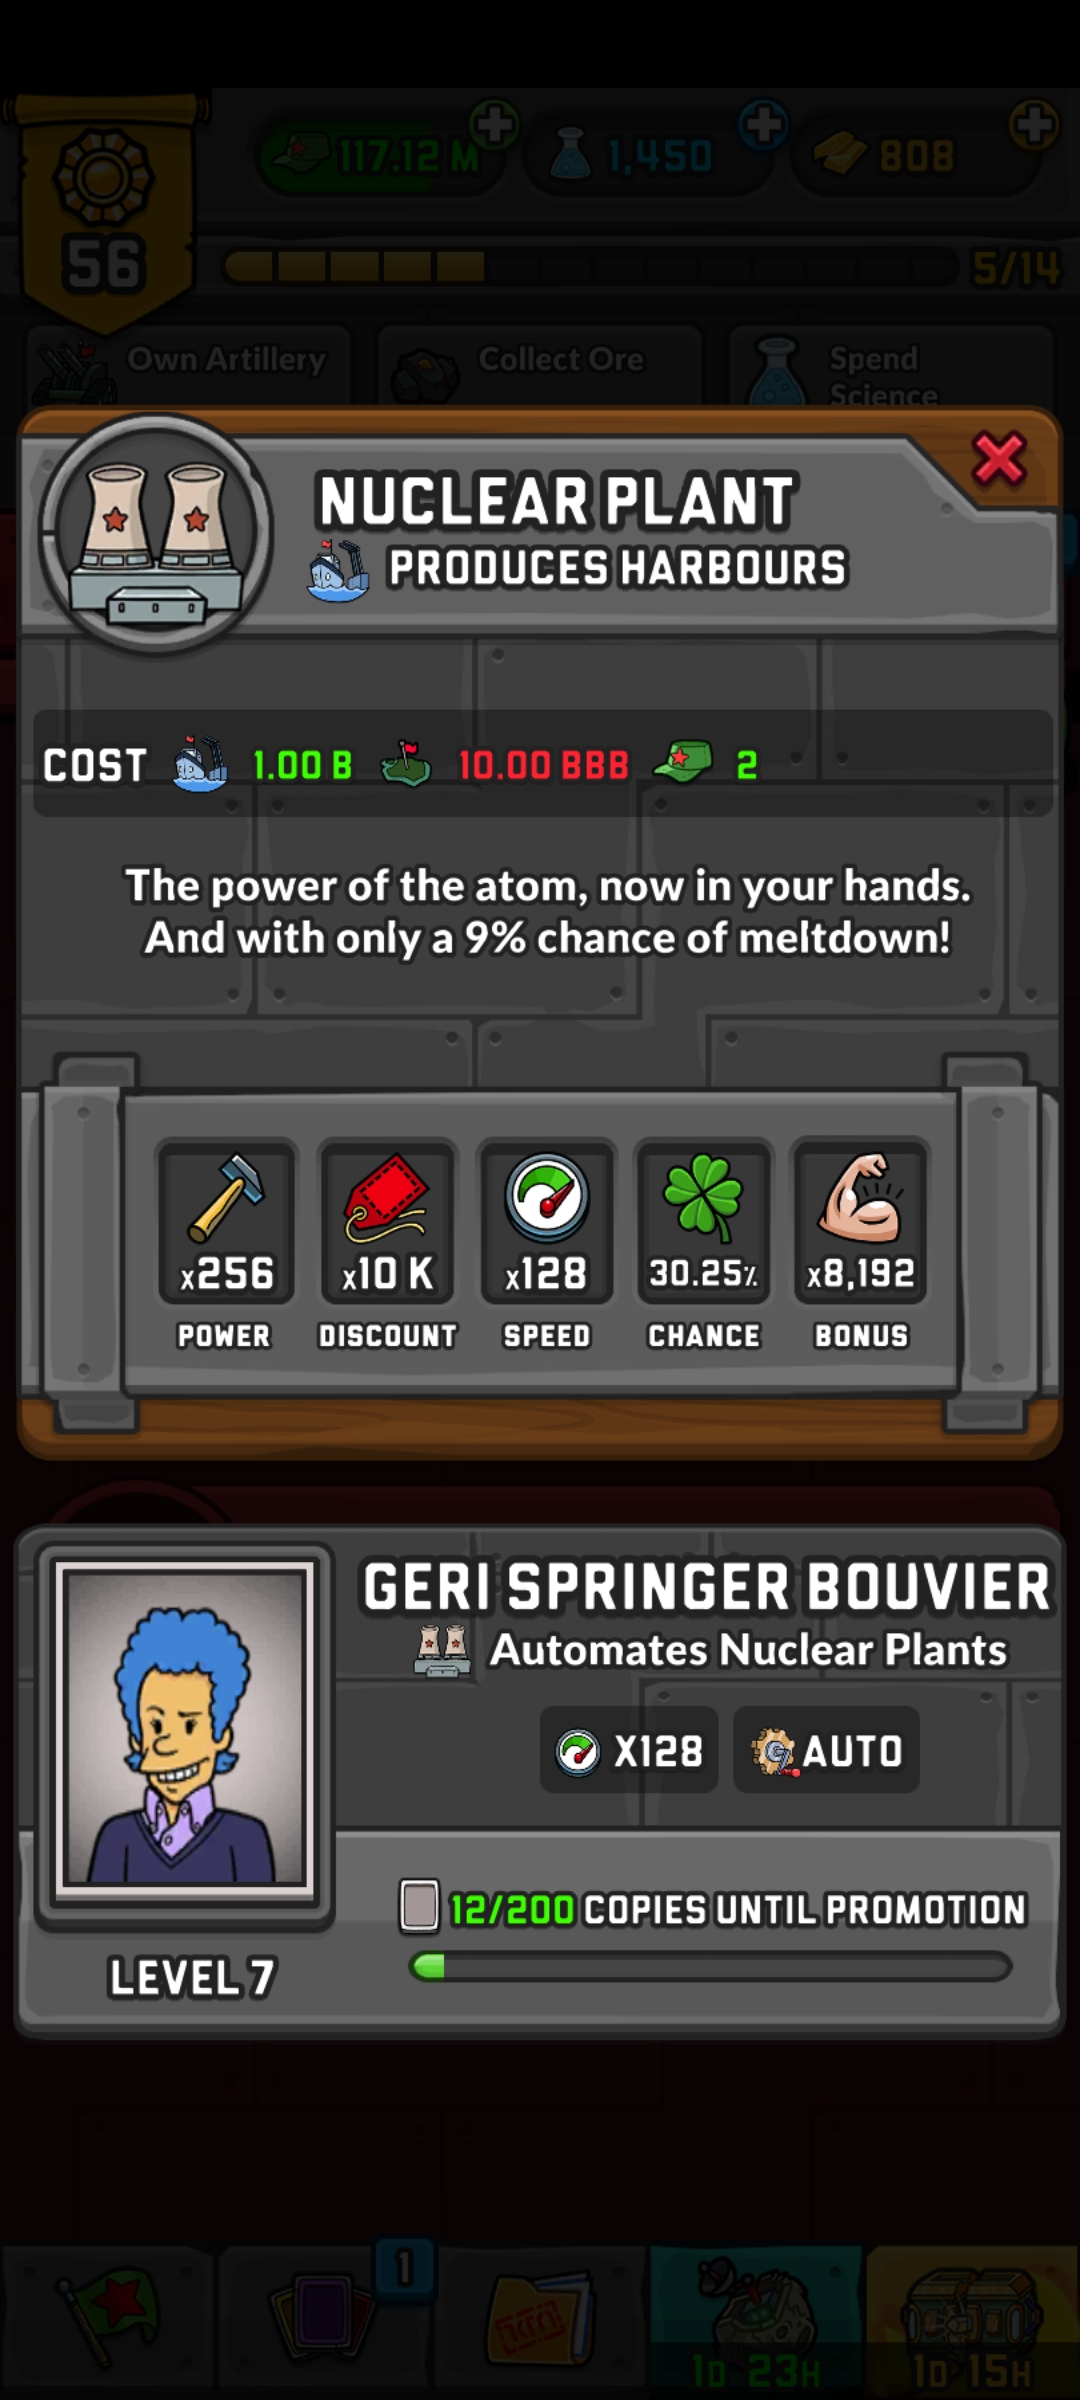 117.12 M
1,450
808
56
5/14
Own Artillery
Collect Ore
Spend
Science
NUCLEAR PLANT
PRODUCES HARBOURS
COST 1.00 B 10.00 BBB 2
The power of the atom, now in your hands.
And with only a 9% chance of meltdown!
x256
x10 K
x128
30.25%
x8,192
POWER
DISCOUNT
SPEED
CHANCE
BONUS
GERI SPRINGER BOUVIER
Automates Nuclear Plants
X128
AUTO
12/200 COPIES UNTIL PROMOTION
LEVEL 7
1
1D 23H
1D 15H